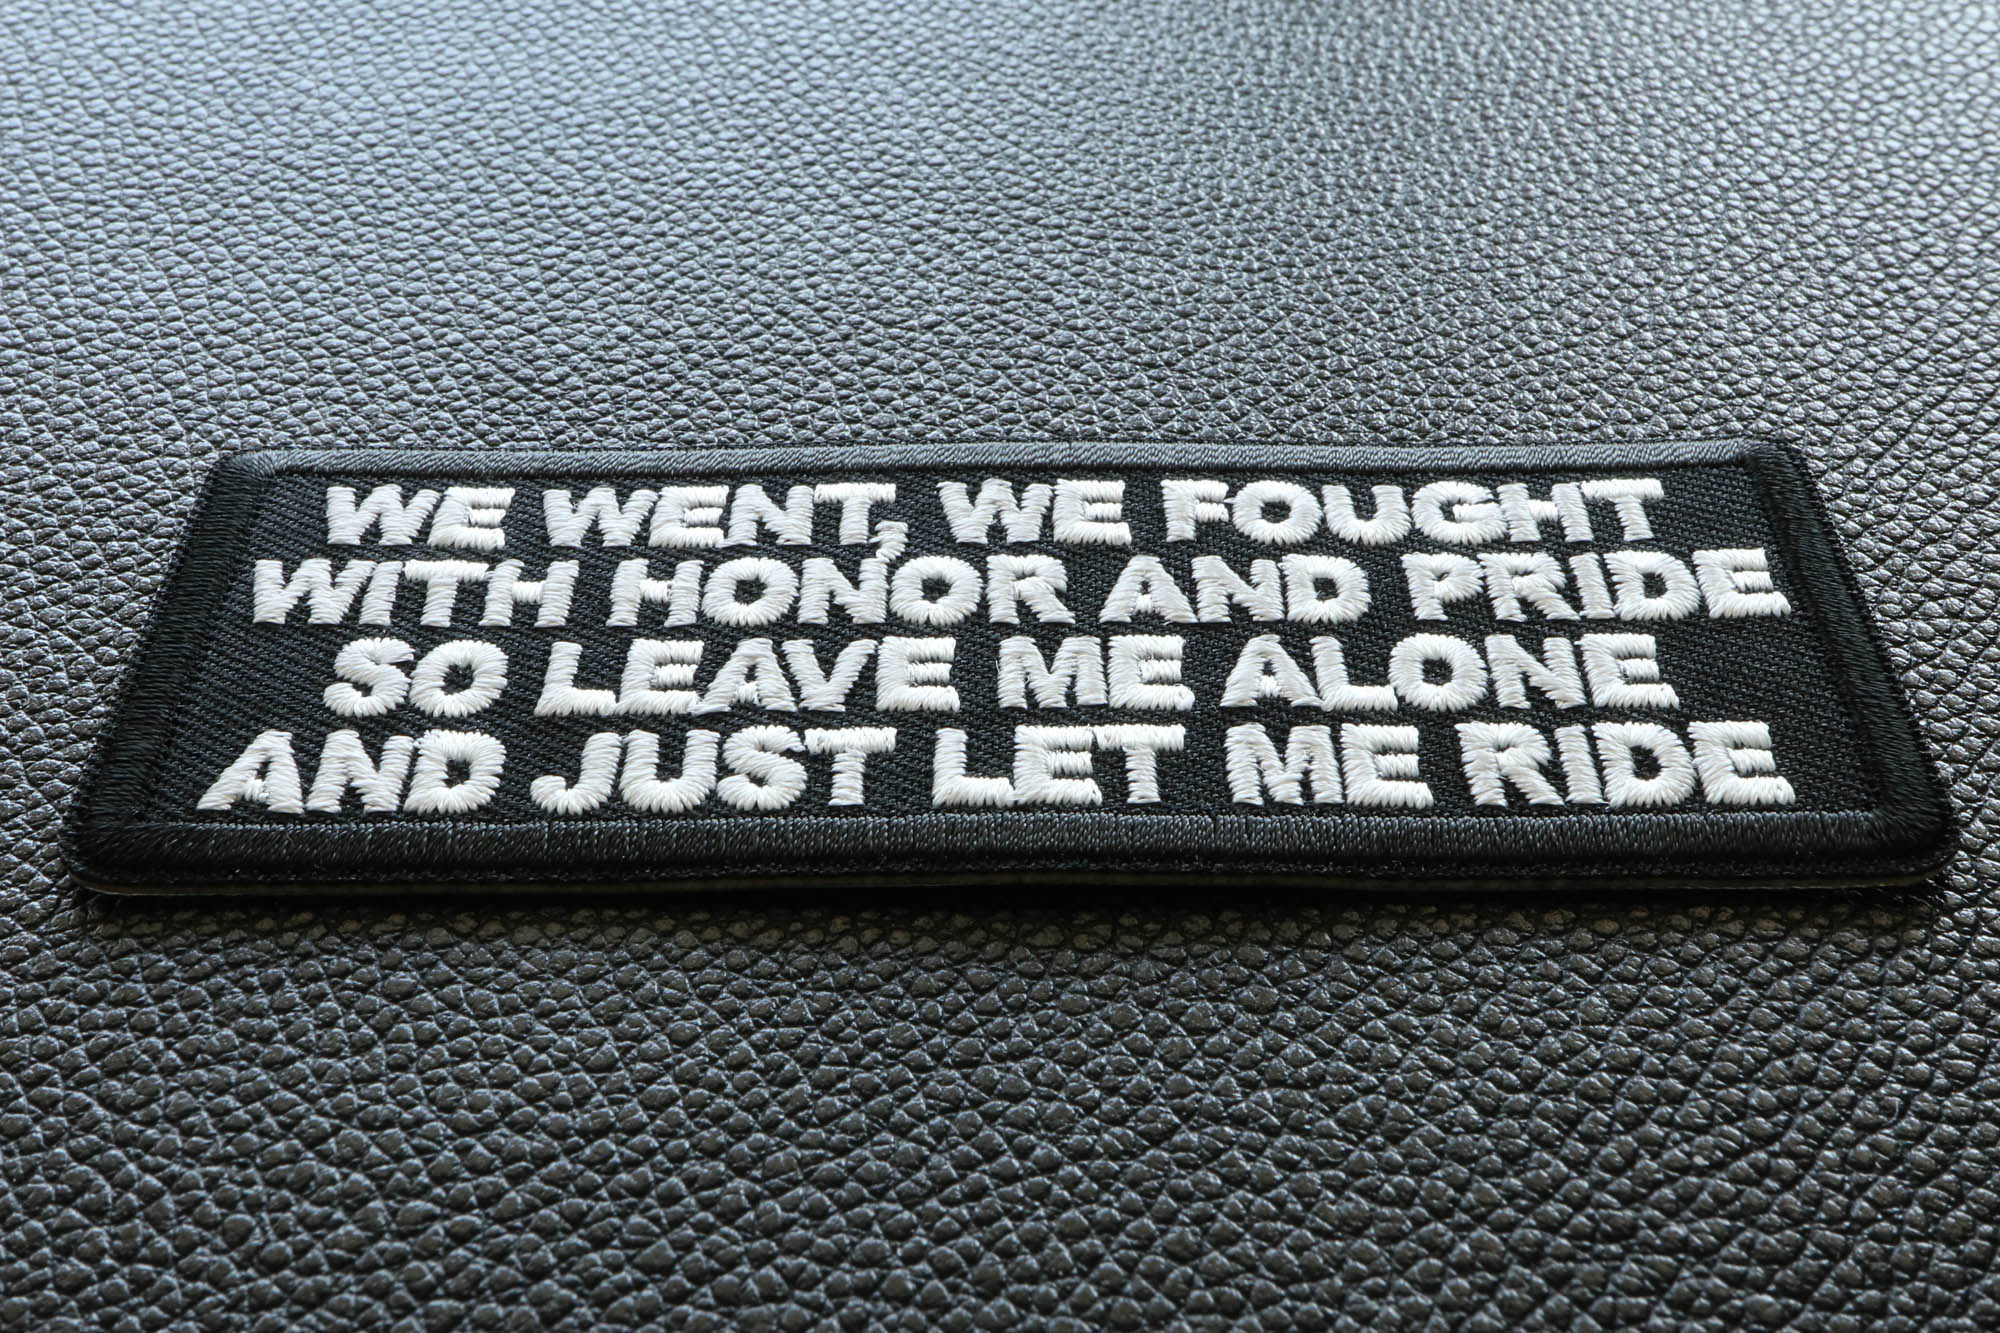 WE WENT, WE FOUGHT
WITH HONOR AND PRIDE
SO LEAVE ME ALONE
AND JUST LET ME RIDE